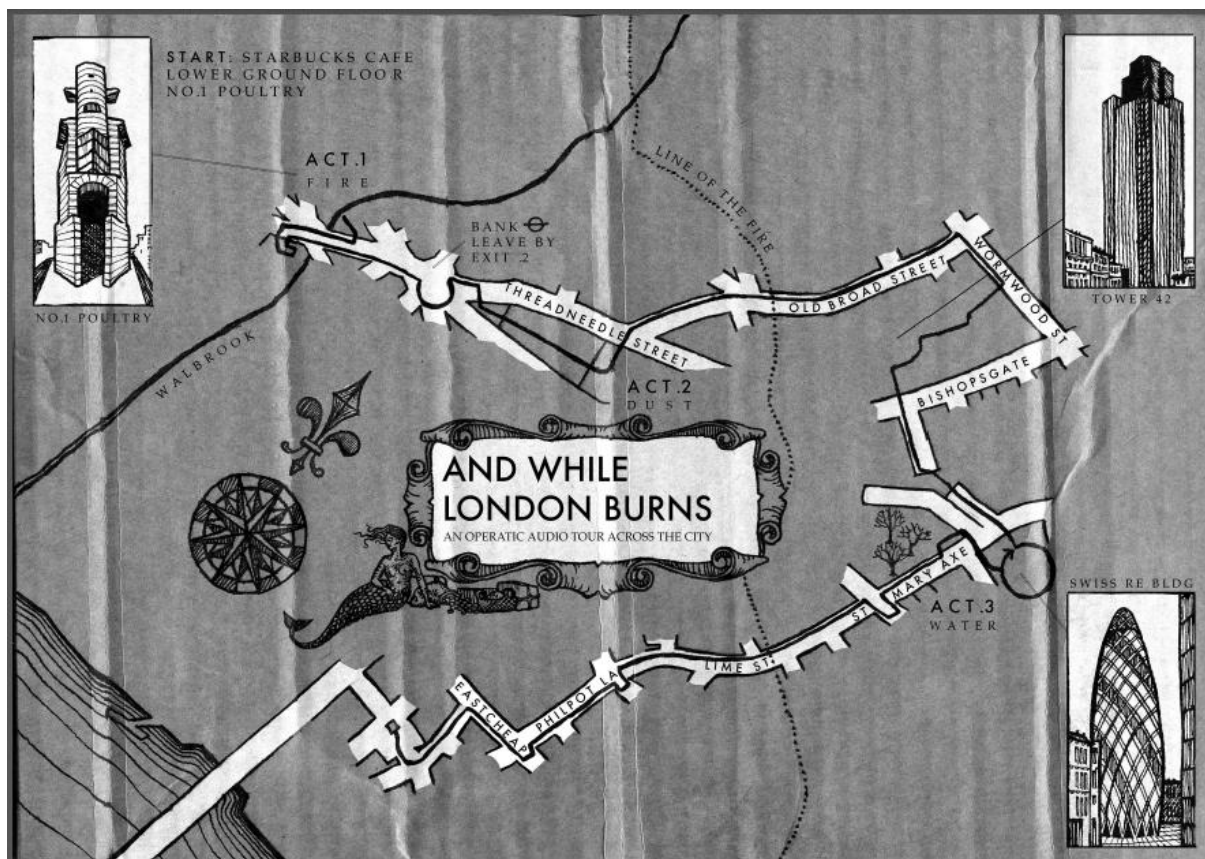 START: STARBUCKS CAFE
LOWER GROUND FLOOR
NO.1 POULTRY
NO.1 POULTRY
ACT.1
FIRE
BANK
LEAVE BY
EXIT 2
LINE OF THE FIRE
WALBROOK
THREADNEEDLE STREET
OLD BROAD STREET
WORMWOOD ST
TOWER 42
BISHOPSGATE
ACT.2
DUST
AND WHILE
LONDON BURNS
AN OPERATIC AUDIO TOUR ACROSS THE CITY
SWISS RE BLDG
ACT.3
WATER
ST MARY AXE
LIME ST
PHILPOT LA
EASTCHEAP